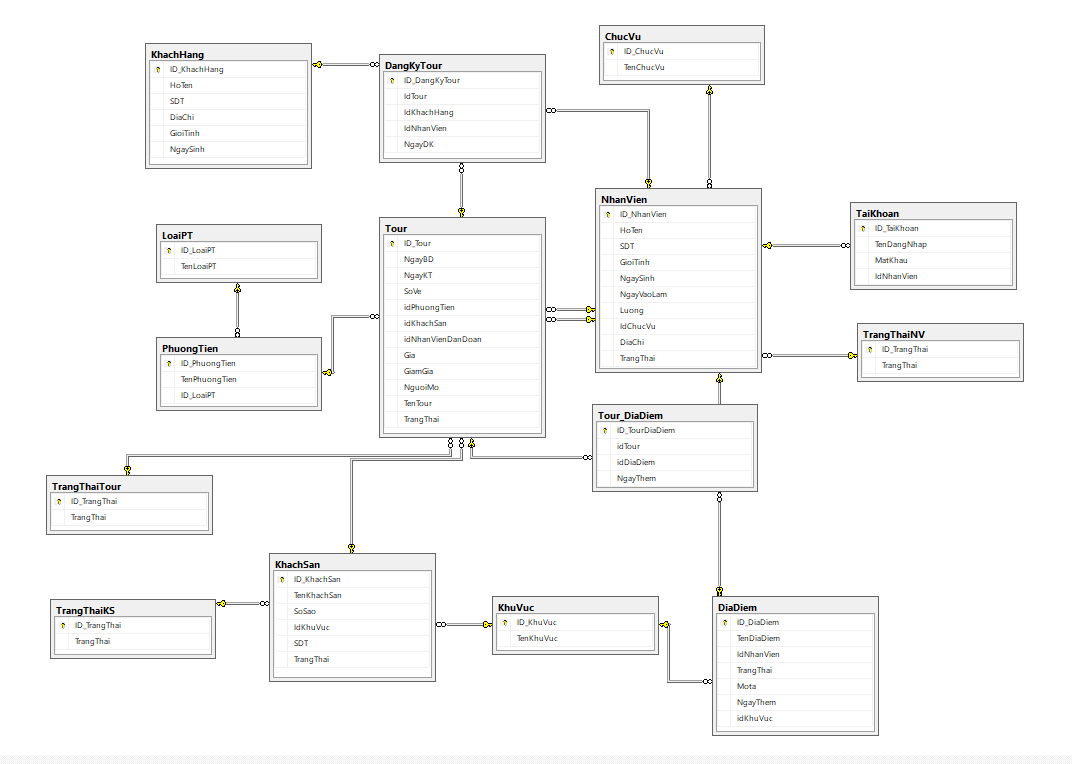 KhachHang
ID_KhachHang
HoTen
SDT
DiaChi
GioiTinh
NgaySinh
DangKyTour
ID_DangKyTour
IdTour
IdKhachHang
IdNhanVien
NgayDK
ChucVu
ID_ChucVu
TenChucVu
LoaiPT
ID_LoaiPT
TenLoaiPT
PhuongTien
ID_PhuongTien
TenPhuongTien
ID_LoaiPT
Tour
ID_Tour
NgayBD
NgayKT
SoVe
idPhuongTien
idKhachSan
idNhanVienDanDoan
Gia
GiamGia
NguoiMo
TenTour
TrangThai
NhanVien
ID_NhanVien
HoTen
SDT
GioiTinh
NgaySinh
NgayVaoLam
Luong
IdChucVu
DiaChi
TrangThai
TaiKhoan
ID_TaiKhoan
TenDangNhap
MatKhau
IdNhanVien
TrangThaiNV
ID_TrangThai
TrangThai
Tour_DiaDiem
ID_TourDiaDiem
idTour
idDiaDiem
NgayThem
TrangThaiTour
ID_TrangThai
TrangThai
KhachSan
ID_KhachSan
TenKhachSan
SoSao
IdKhuVuc
SDT
TrangThai
TrangThaiKS
ID_TrangThai
TrangThai
KhuVuc
ID_KhuVuc
TenKhuVuc
DiaDiem
ID_DiaDiem
TenDiaDiem
IdNhanVien
TrangThai
Mota
NgayThem
idKhuVuc